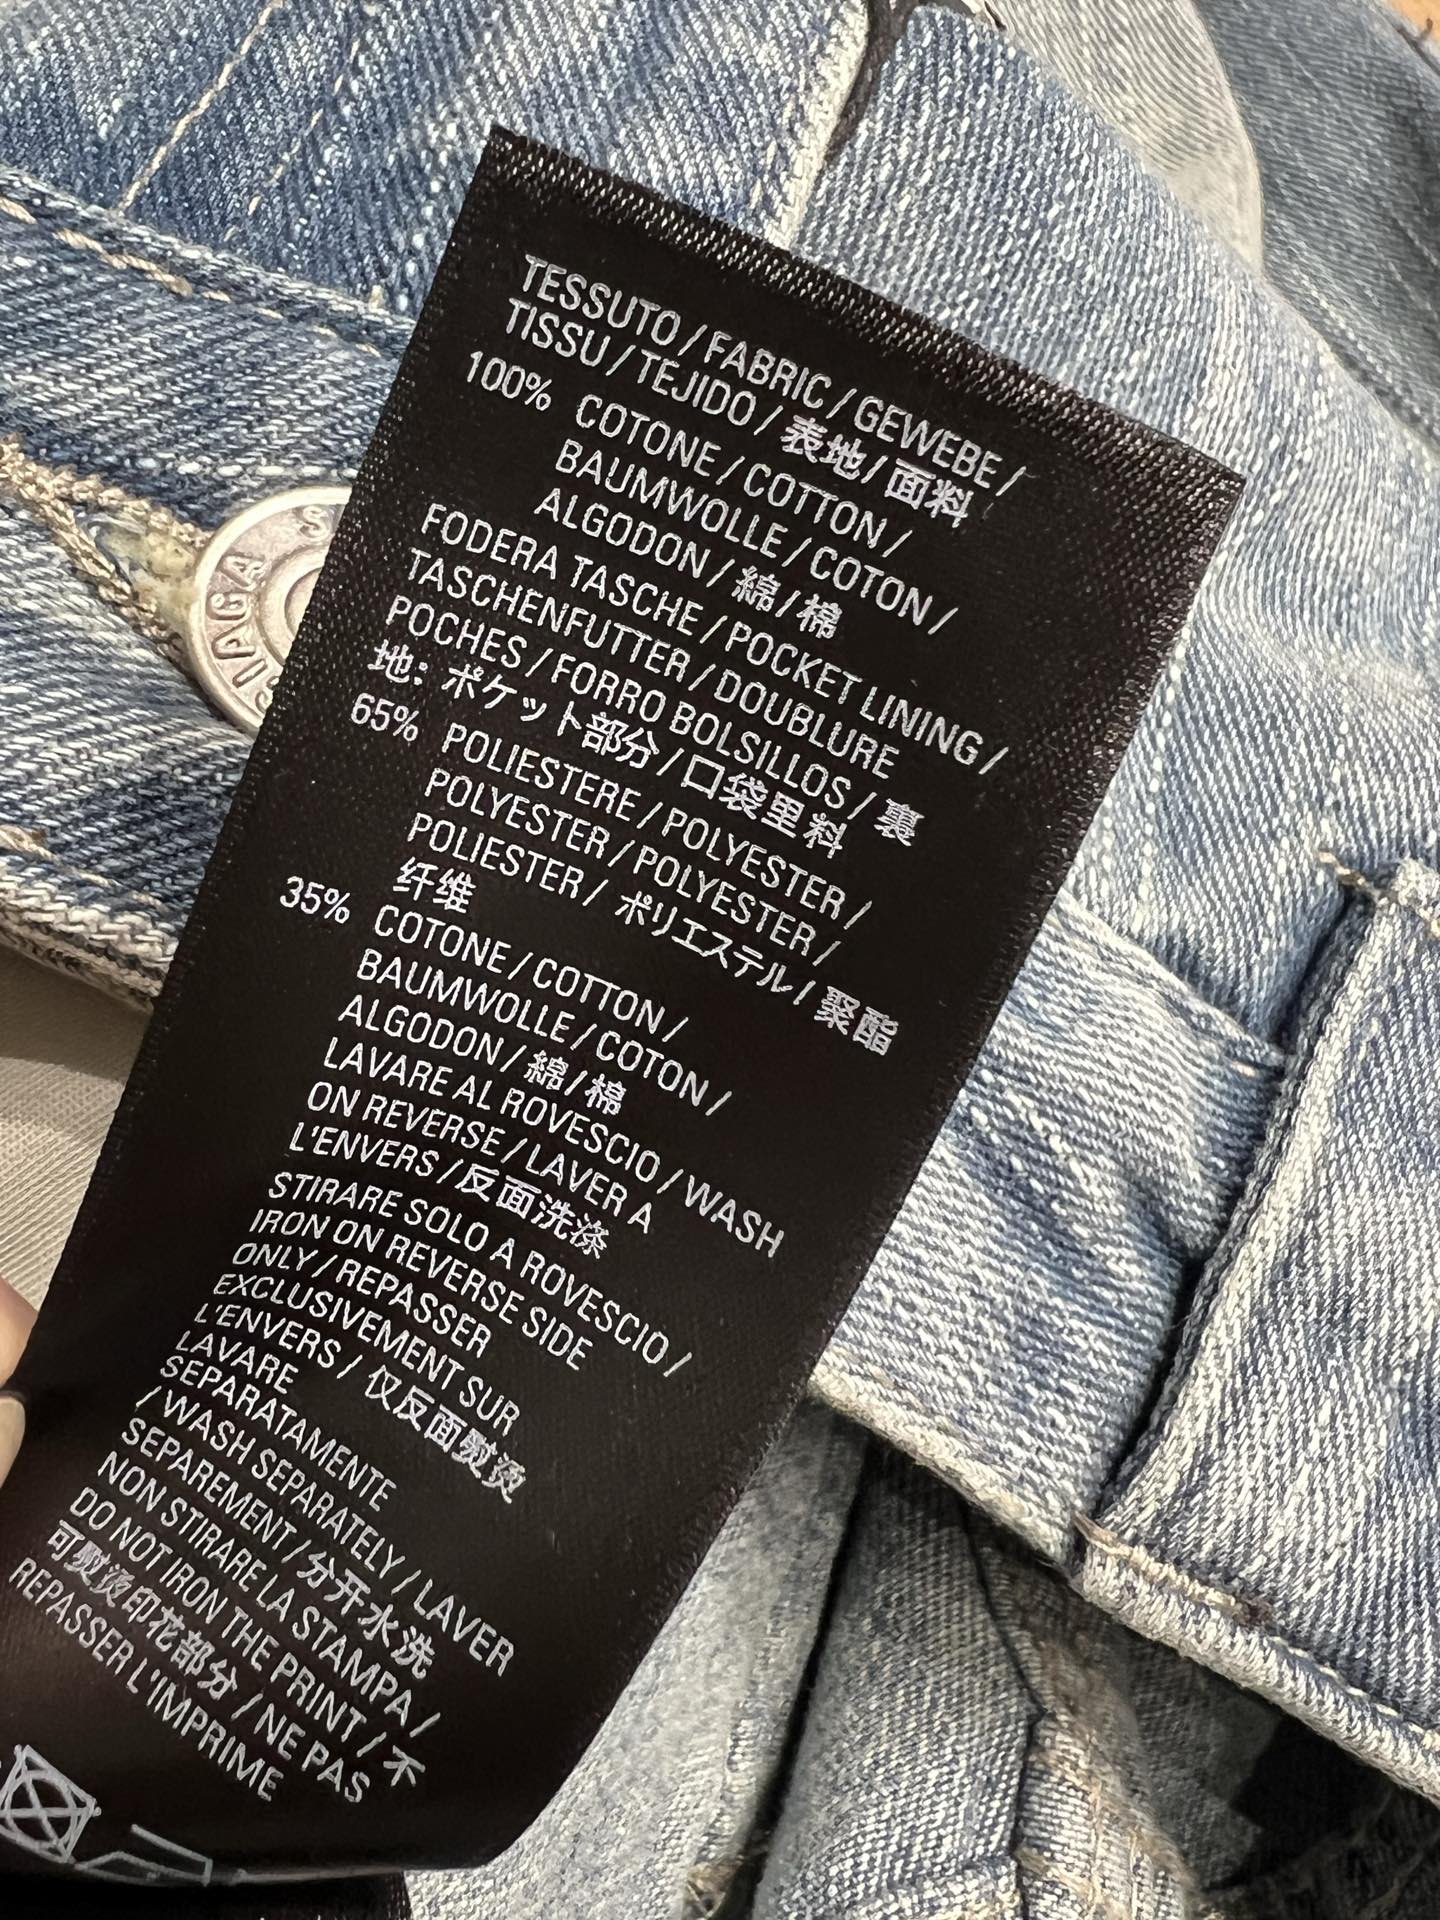 TESSUTO / FABRIC / GEWEBE /
TISSU / TEJIDO / 表地 / 面料
100% COTONE / COTTON /
BAUMWOLLE / COTON /
ALGODON / 綿 / 棉
FODERA TASCHE / POCKET LINING /
TASCHENFUTTER / DOUBLURE
POCHES / FORRO BOLSILLOS / 裏
地: ポケット部分 / 口袋里料
65% POLIESTERE / POLYESTER /
POLYESTER / POLYESTER /
POLIESTER / ポリエステル / 聚酯
纤维
35% COTONE / COTTON /
BAUMWOLLE / COTON /
ALGODON / 綿 / 棉
LAVARE AL ROVESCIO / WASH
ON REVERSE / LAVER A
L'ENVERS / 反面洗涤
STIRARE SOLO A ROVESCIO /
IRON ON REVERSE SIDE
ONLY / REPASSER
EXCLUSIVEMENT SUR
L'ENVERS / 仅反面熨烫
LAVARE
SEPARATAMENTE
/ WASH SEPARATELY / LAVER
SEPAREMENT / 分开水洗
NON STIRARE LA STAMPA /
DO NOT IRON THE PRINT / 不
可熨烫印花部分 / NE PAS
REPASSER L'IMPRIME